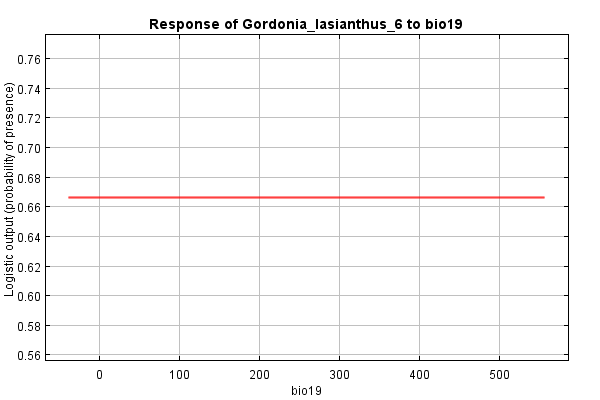 Response of Gordonia_lasianthus_6 to bio19
Logistic output (probability of presence)
0.76
0.74
0.72
0.70
0.68
0.66
0.64
0.62
0.60
0.58
0.56
0 100 200 300 400 500
bio19